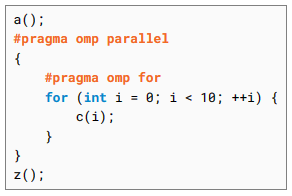 a();
#pragma omp parallel
{
    #pragma omp for
    for (int i = 0; i < 10; ++i) {
        c(i);
    }
}
z();